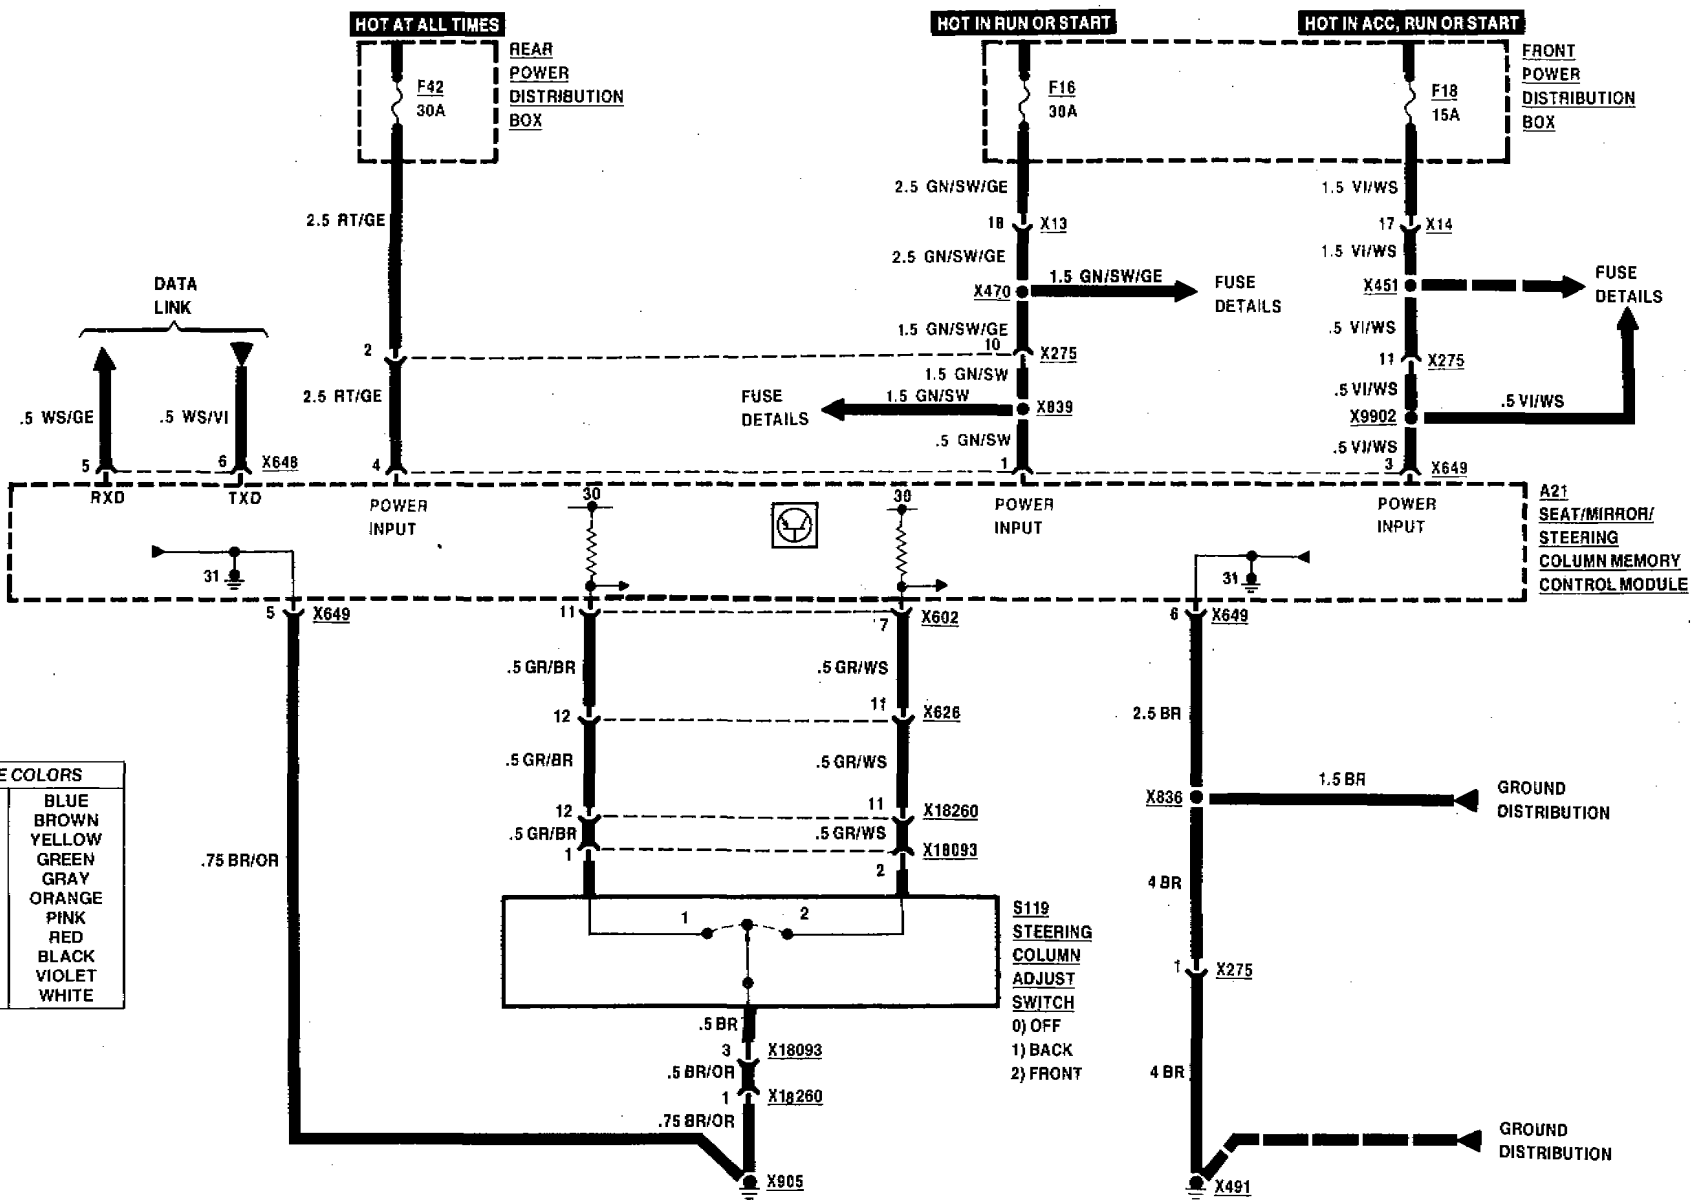 HOT AT ALL TIMES
HOT IN RUN OR START
HOT IN ACC, RUN OR START
REAR
POWER
DISTRIBUTION
BOX
F42
30A
F16
30A
F18
15A
FRONT
POWER
DISTRIBUTION
BOX
2.5 RT/GE
2.5 GN/SW/GE
1.5 VI/WS
18
X13
17
X14
2.5 GN/SW/GE
1.5 VI/WS
DATA
LINK
X470
1.5 GN/SW/GE
FUSE
DETAILS
X451
FUSE
DETAILS
1.5 GN/SW/GE
.5 VI/WS
2
10
X275
11
X275
2.5 RT/GE
1.5 GN/SW
.5 VI/WS
FUSE
DETAILS
1.5 GN/SW
X839
X9902
.5 VI/WS
.5 WS/GE
.5 WS/VI
.5 GN/SW
.5 VI/WS
5
6
X648
4
1
3
X649
RXD
TXD
POWER
INPUT
30
30
POWER
INPUT
POWER
INPUT
A21
SEAT/MIRROR/
STEERING
COLUMN MEMORY
CONTROL MODULE
31
31
5
X649
11
7
X602
6
X649
.5 GR/BR
.5 GR/WS
12
11
X626
2.5 BR
.5 GR/BR
.5 GR/WS
E COLORS
BLUE
BROWN
YELLOW
GREEN
GRAY
ORANGE
PINK
RED
BLACK
VIOLET
WHITE
X836
1.5 BR
GROUND
DISTRIBUTION
12
11
X18260
.5 GR/BR
.5 GR/WS
1
2
X18093
.75 BR/OR
4 BR
1
2
S119
STEERING
COLUMN
ADJUST
SWITCH
0) OFF
1) BACK
2) FRONT
1
X275
.5 BR
3
X18093
.5 BR/OR
4 BR
1
X18260
.75 BR/OR
GROUND
DISTRIBUTION
X905
X491